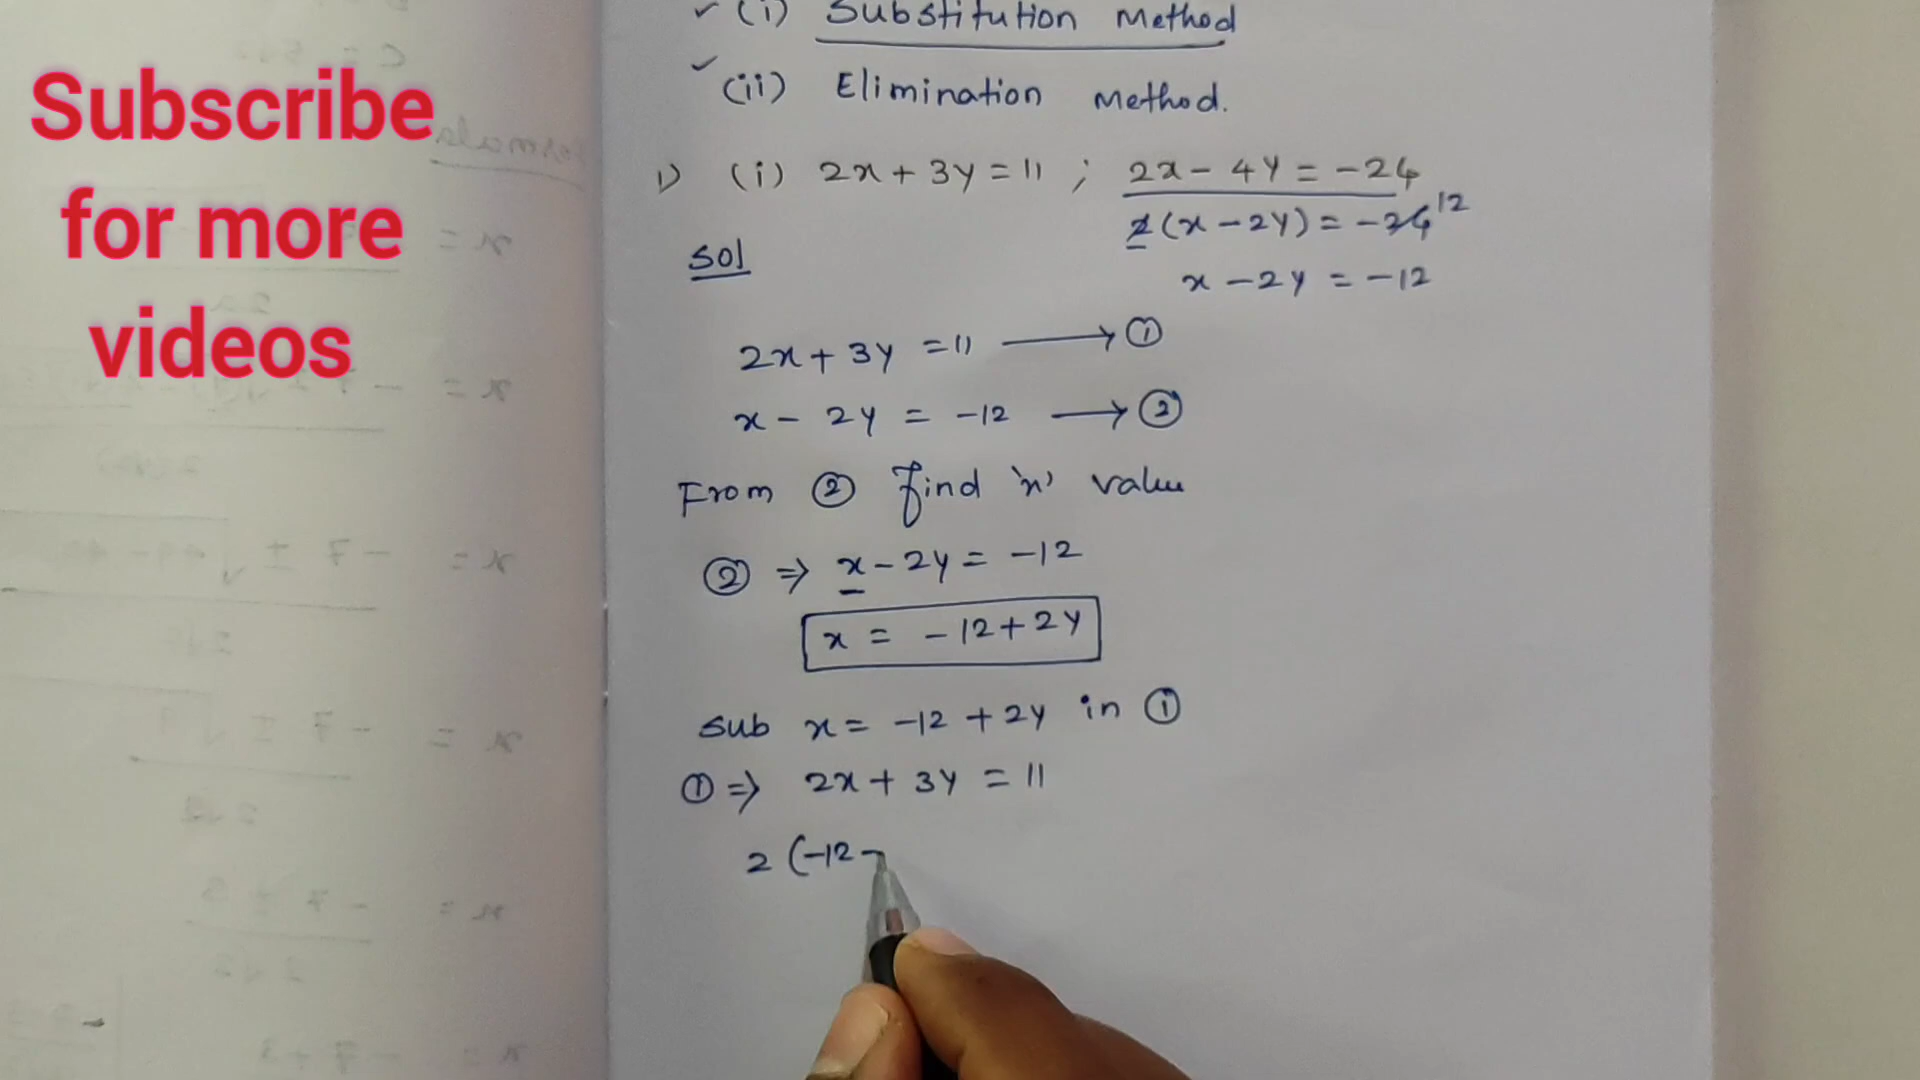 Subscribe
for more
videos
(i) Substitution Method
(ii) Elimination Method.
1) (i) 2x + 3y = 11 ; 2x - 4y = -24
2(x - 2y) = -24 12
Sol
x - 2y = -12
2x + 3y = 11 → ①
x - 2y = -12 → ②
From ② find 'x' value
② ⇒ x - 2y = -12
x = -12 + 2y
Sub x = -12 + 2y in ①
① ⇒ 2x + 3y = 11
2 (-12 -